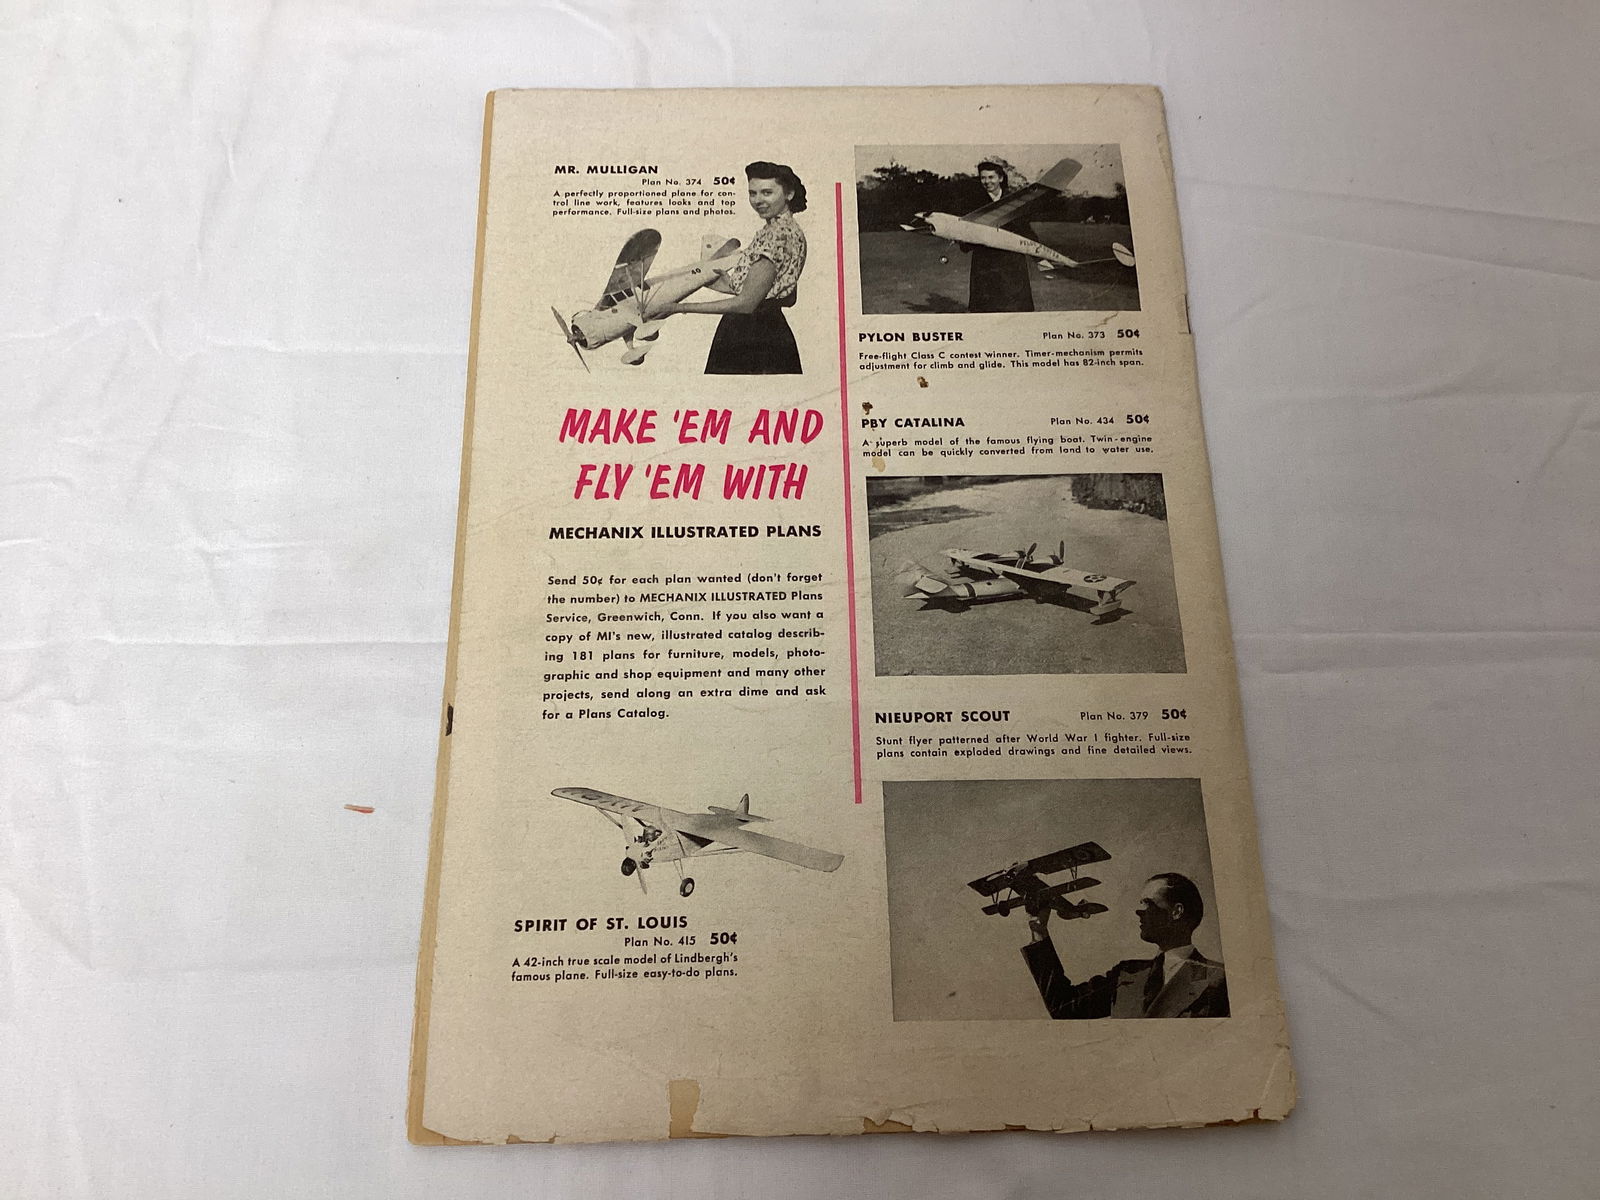 MR. MULLIGAN
Plan No. 374 50¢
A perfectly proportioned plane for con-
trol line work, features looks and top
performance. Full-size plans and photos.
40
MAKE 'EM AND
FLY 'EM WITH
MECHANIX ILLUSTRATED PLANS
Send 50¢ for each plan wanted (don't forget
the number) to MECHANIX ILLUSTRATED Plans
Service, Greenwich, Conn. If you also want a
copy of MI's new, illustrated catalog describ-
ing 181 plans for furniture, models, photo-
graphic and shop equipment and many other
projects, send along an extra dime and ask
for a Plans Catalog.
SPIRIT OF ST. LOUIS
Plan No. 415 50¢
A 42-inch true scale model of Lindbergh's
famous plane. Full-size easy-to-do plans.
PYLON BUSTER Plan No. 373 50¢
Free-flight Class C contest winner. Timer-mechanism permits
adjustment for climb and glide. This model has 82-inch span.
PBY CATALINA Plan No. 434 50¢
A superb model of the famous flying boat. Twin-engine
model can be quickly converted from land to water use.
NIEUPORT SCOUT Plan No. 379 50¢
Stunt flyer patterned after World War I fighter. Full-size
plans contain exploded drawings and fine detailed views.